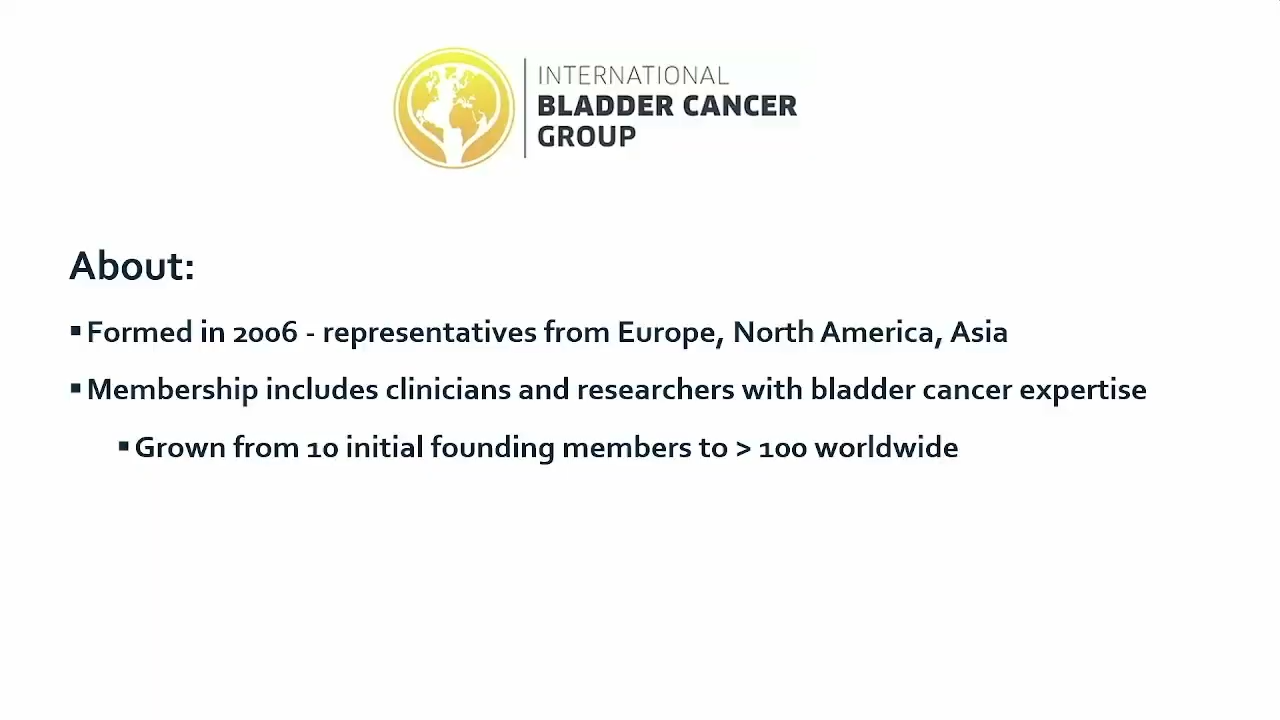 INTERNATIONAL
BLADDER CANCER
GROUP
About:
▪ Formed in 2006 - representatives from Europe, North America, Asia
▪ Membership includes clinicians and researchers with bladder cancer expertise
▪ Grown from 10 initial founding members to > 100 worldwide